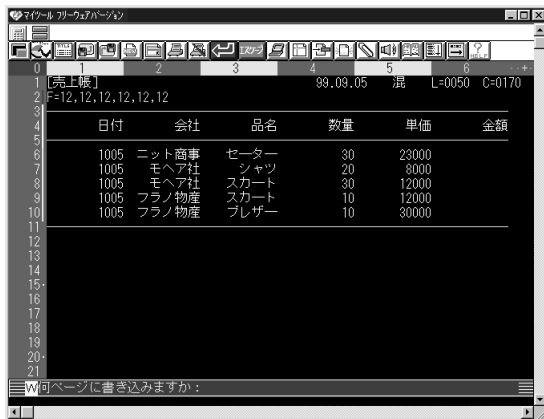 マイツール フリーウェアバージョン
エスケープ
0 1 2 3 4 5 6
1 [売上帳] 99.09.05 混 L=0050 C=0170
2 F=12,12,12,12,12,12
3
4 日付 会社 品名 数量 単価 金額
5
6 1005 ニット商事 セーター 30 23000
7 1005 モヘア社 シャツ 20 8000
8 1005 モヘア社 スカート 30 12000
9 1005 フラノ物産 スカート 10 12000
10 1005 フラノ物産 ブレザー 10 30000
11
12
13
14
15
16
17
18
19
20
21
W何ページに書き込みますか: